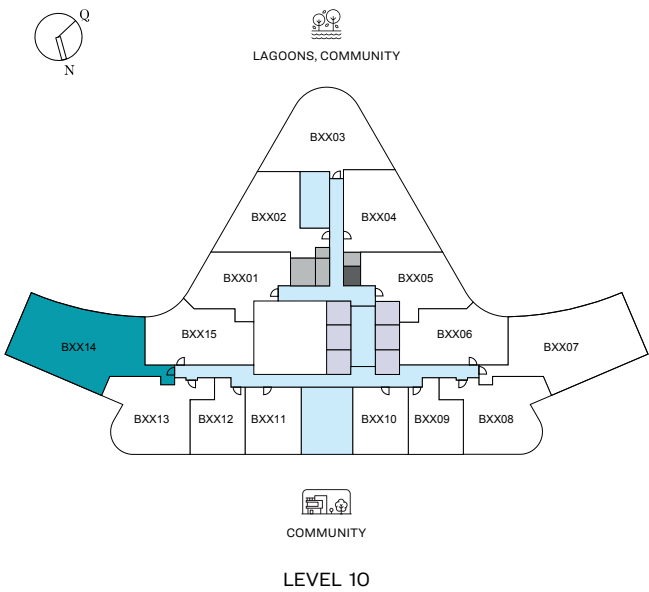 Q
N
LAGOONS, COMMUNITY
BXX03
BXX02
BXX04
BXX01
BXX05
BXX14
BXX15
BXX06
BXX07
BXX13
BXX12
BXX11
BXX10
BXX09
BXX08
COMMUNITY
LEVEL 10